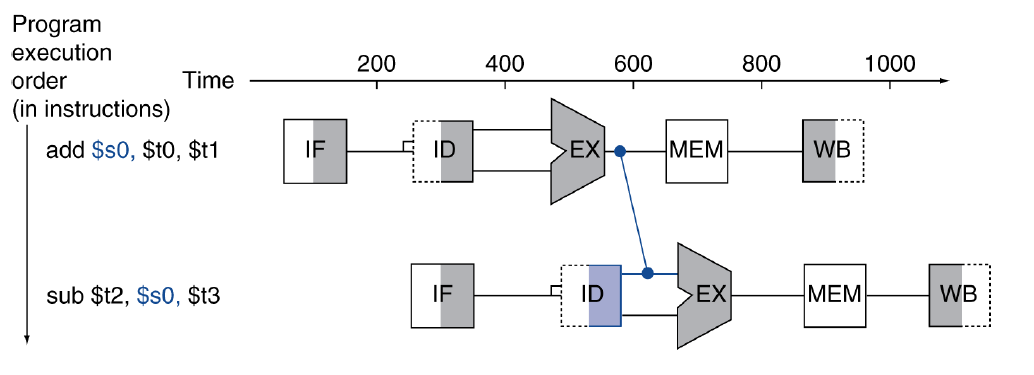 Program
execution
order
(in instructions)
Time
200 400 600 800 1000
add $s0, $t0, $t1
IF ID EX MEM WB
sub $t2, $s0, $t3
IF ID EX MEM WB